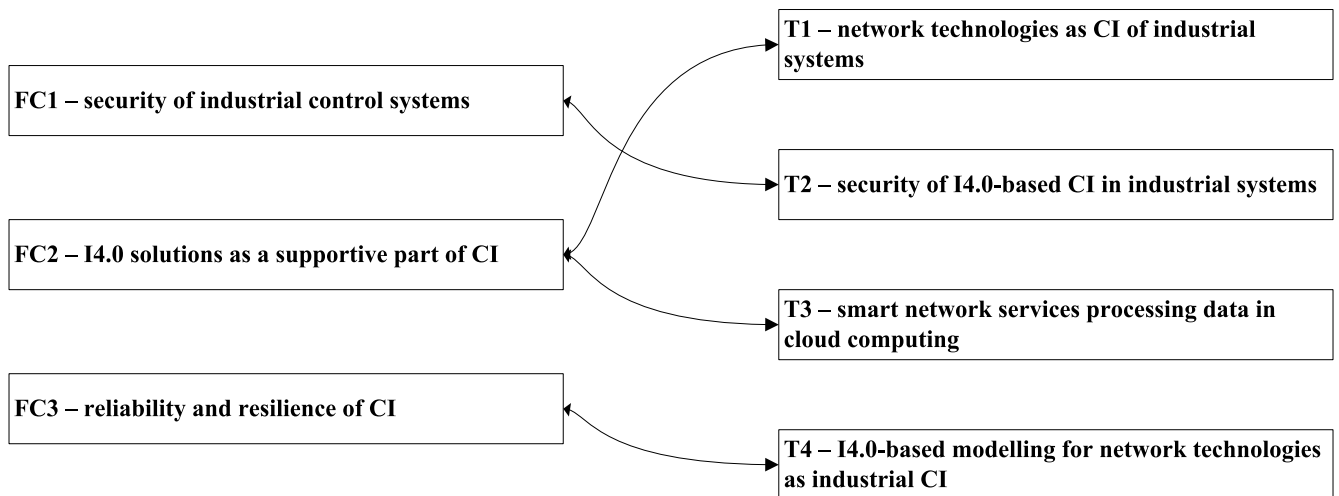 FC1 – security of industrial control systems
FC2 – I4.0 solutions as a supportive part of CI
FC3 – reliability and resilience of CI
T1 – network technologies as CI of industrial
systems
T2 – security of I4.0-based CI in industrial systems
T3 – smart network services processing data in
cloud computing
T4 – I4.0-based modelling for network technologies
as industrial CI